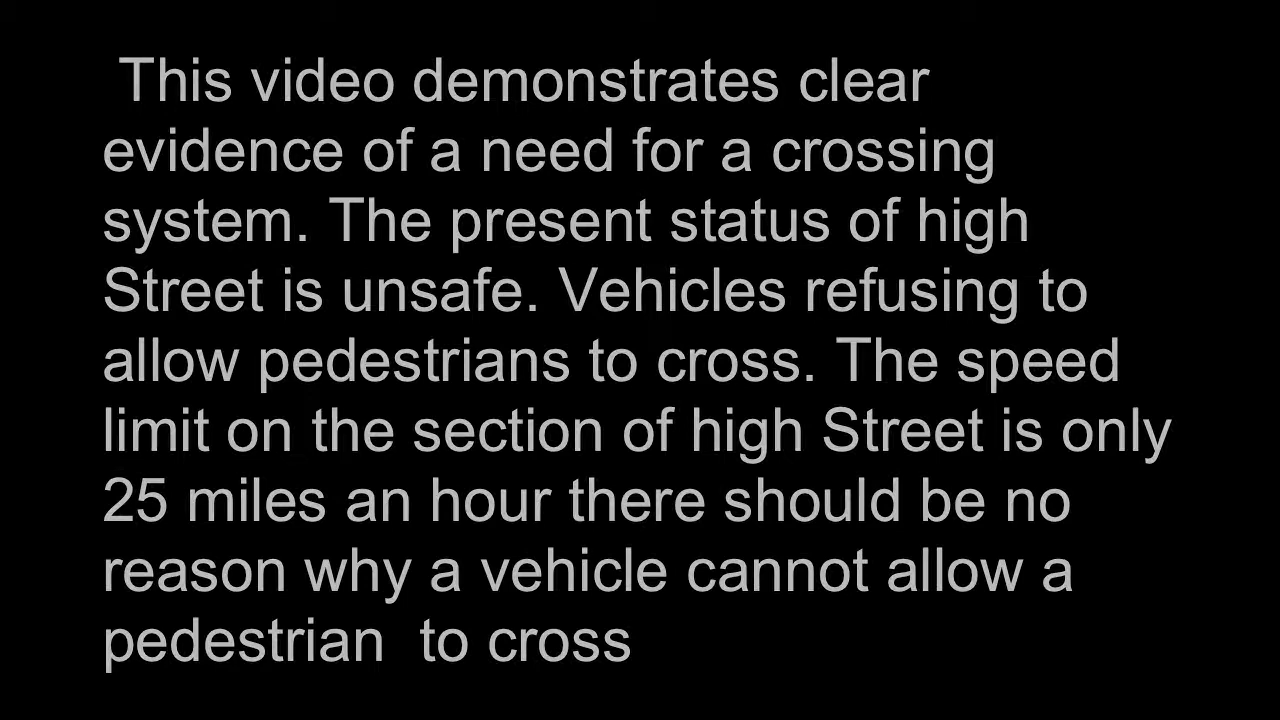 This video demonstrates clear
evidence of a need for a crossing
system. The present status of high
Street is unsafe. Vehicles refusing to
allow pedestrians to cross. The speed
limit on the section of high Street is only
25 miles an hour there should be no
reason why a vehicle cannot allow a
pedestrian  to cross